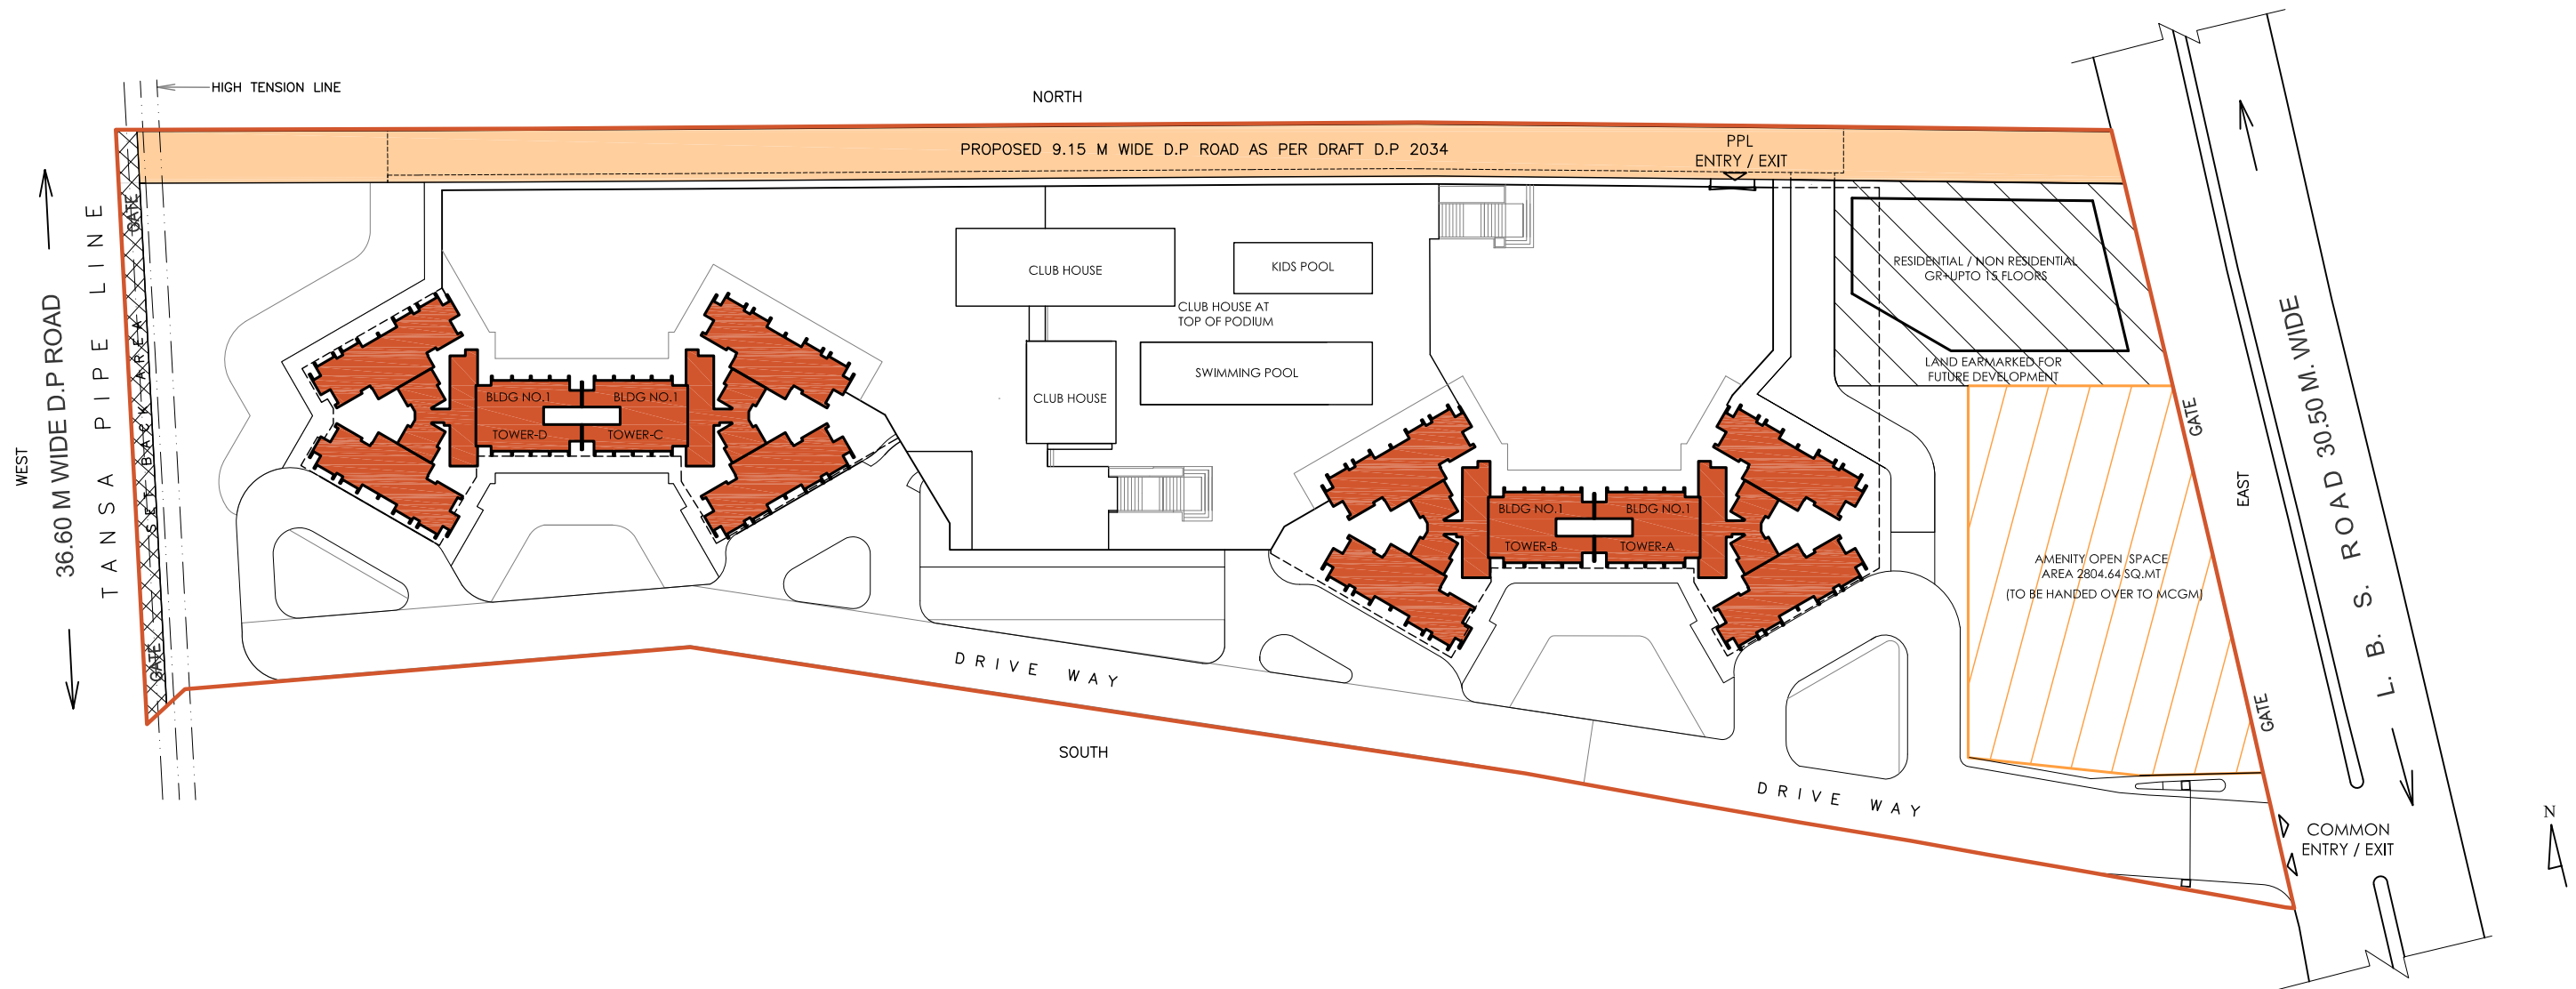 HIGH TENSION LINE
NORTH
PROPOSED 9.15 M WIDE D.P ROAD AS PER DRAFT D.P 2034
PPL
ENTRY / EXIT
WEST
36.60 M WIDE D.P ROAD
TANSA PIPE LINE
GATE
SET BACK AREA
GATE
CLUB HOUSE
KIDS POOL
CLUB HOUSE AT
TOP OF PODIUM
CLUB HOUSE
SWIMMING POOL
BLDG NO.1
TOWER-D
BLDG NO.1
TOWER-C
BLDG NO.1
TOWER-B
BLDG NO.1
TOWER-A
RESIDENTIAL / NON RESIDENTIAL
GR+UPTO 15 FLOORS
LAND EARMARKED FOR
FUTURE DEVELOPMENT
AMENITY OPEN SPACE
AREA 2804.64 SQ.MT
(TO BE HANDED OVER TO MCGM)
GATE
EAST
GATE
L. B. S. ROAD 30.50 M. WIDE
DRIVE WAY
SOUTH
DRIVE WAY
COMMON
ENTRY / EXIT
N